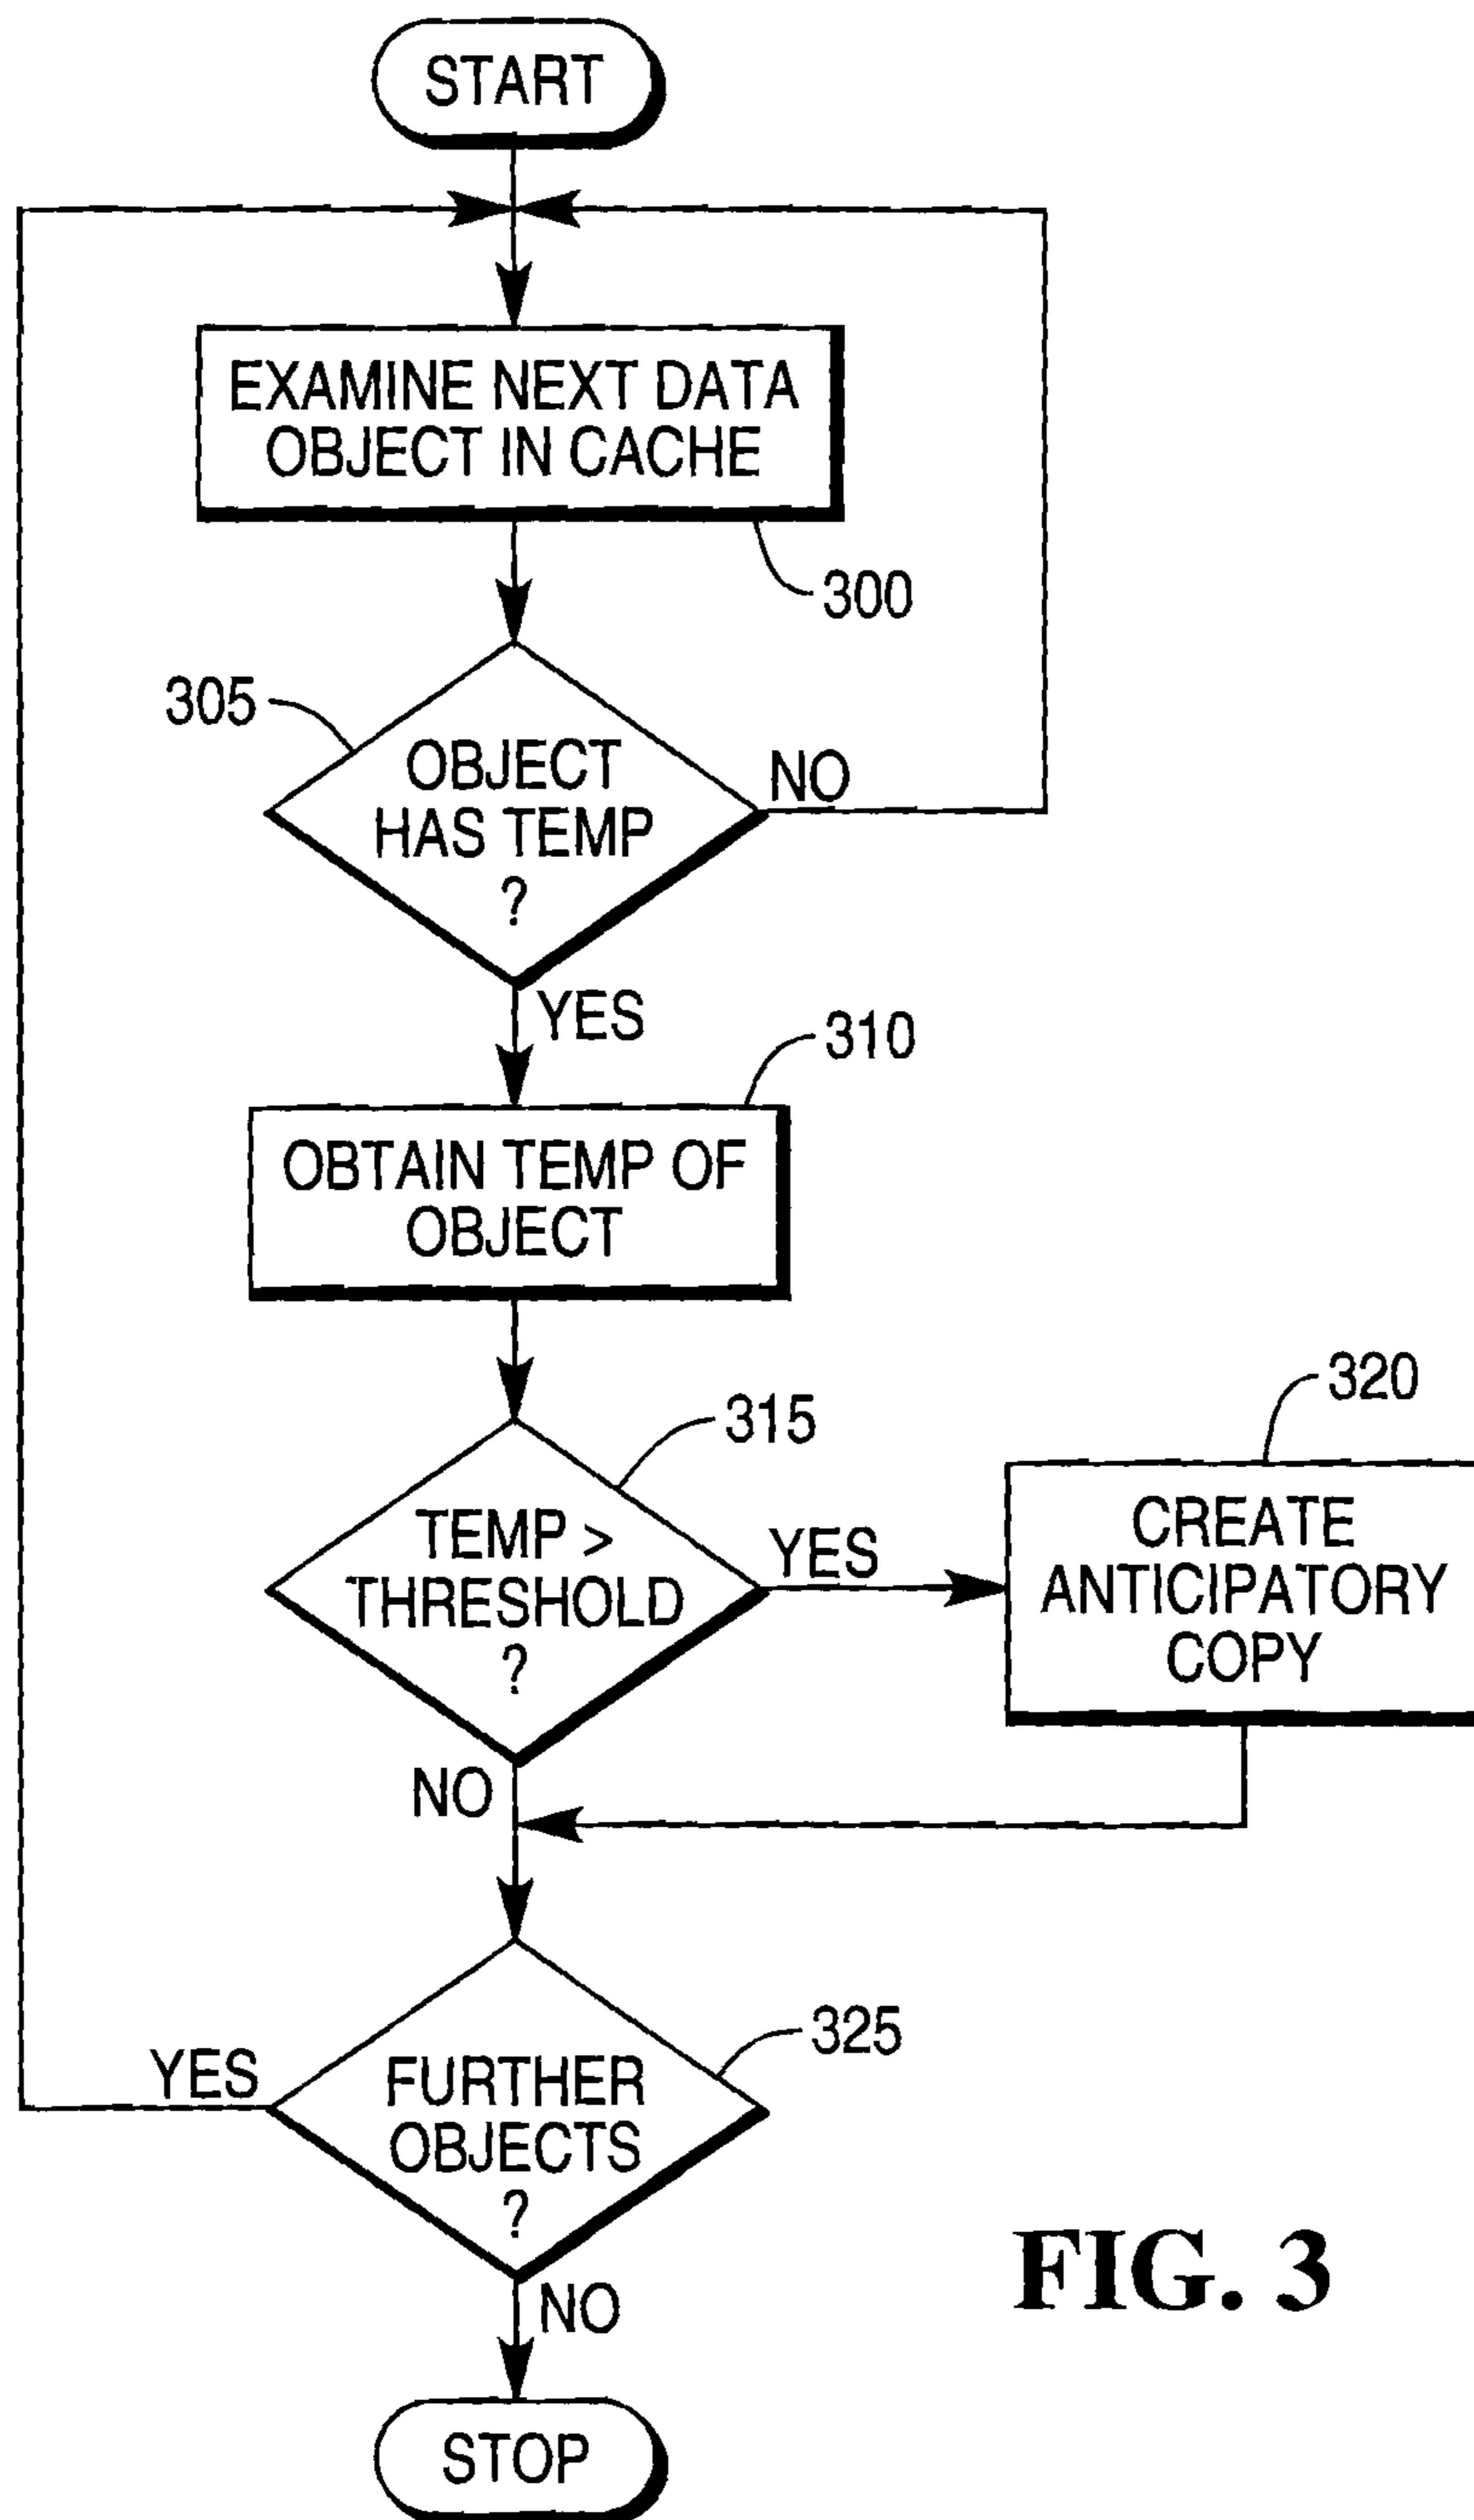 START
EXAMINE NEXT DATA
OBJECT IN CACHE
300
305
OBJECT
HAS TEMP
?
NO
YES
310
OBTAIN TEMP OF
OBJECT
315
320
TEMP >
THRESHOLD
?
YES
CREATE
ANTICIPATORY
COPY
NO
325
YES
FURTHER
OBJECTS
?
NO
FIG. 3
STOP